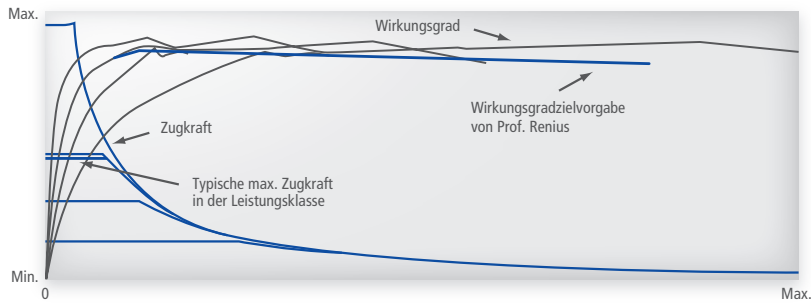 Max.
Wirkungsgrad
Wirkungsgradzielvorgabe
von Prof. Renius
Zugkraft
Typische max. Zugkraft
in der Leistungsklasse
Min.
0
Max.